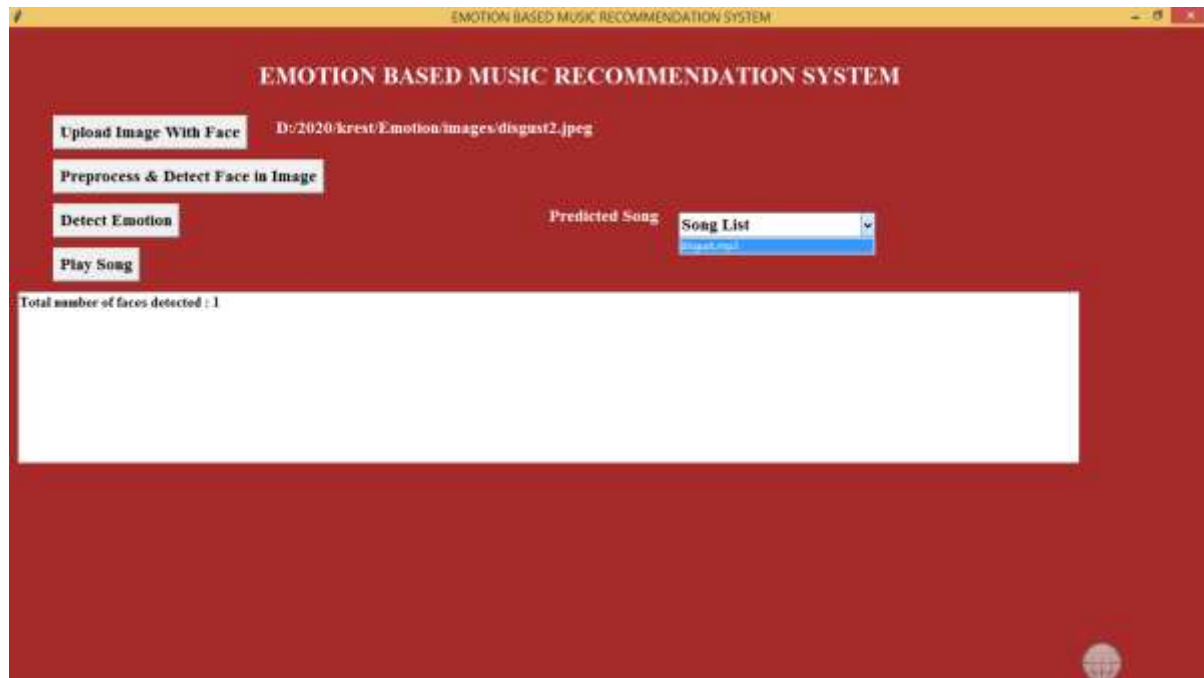 EMOTION BASED MUSIC RECOMMENDATION SYSTEM
EMOTION BASED MUSIC RECOMMENDATION SYSTEM
Upload Image With Face D:/2020/krest/Emotion/images/disgust2.jpeg
Preprocess & Detect Face in Image
Detect Emotion Predicted Song Song List
disgust.mp3
Play Song
Total number of faces detected : 1